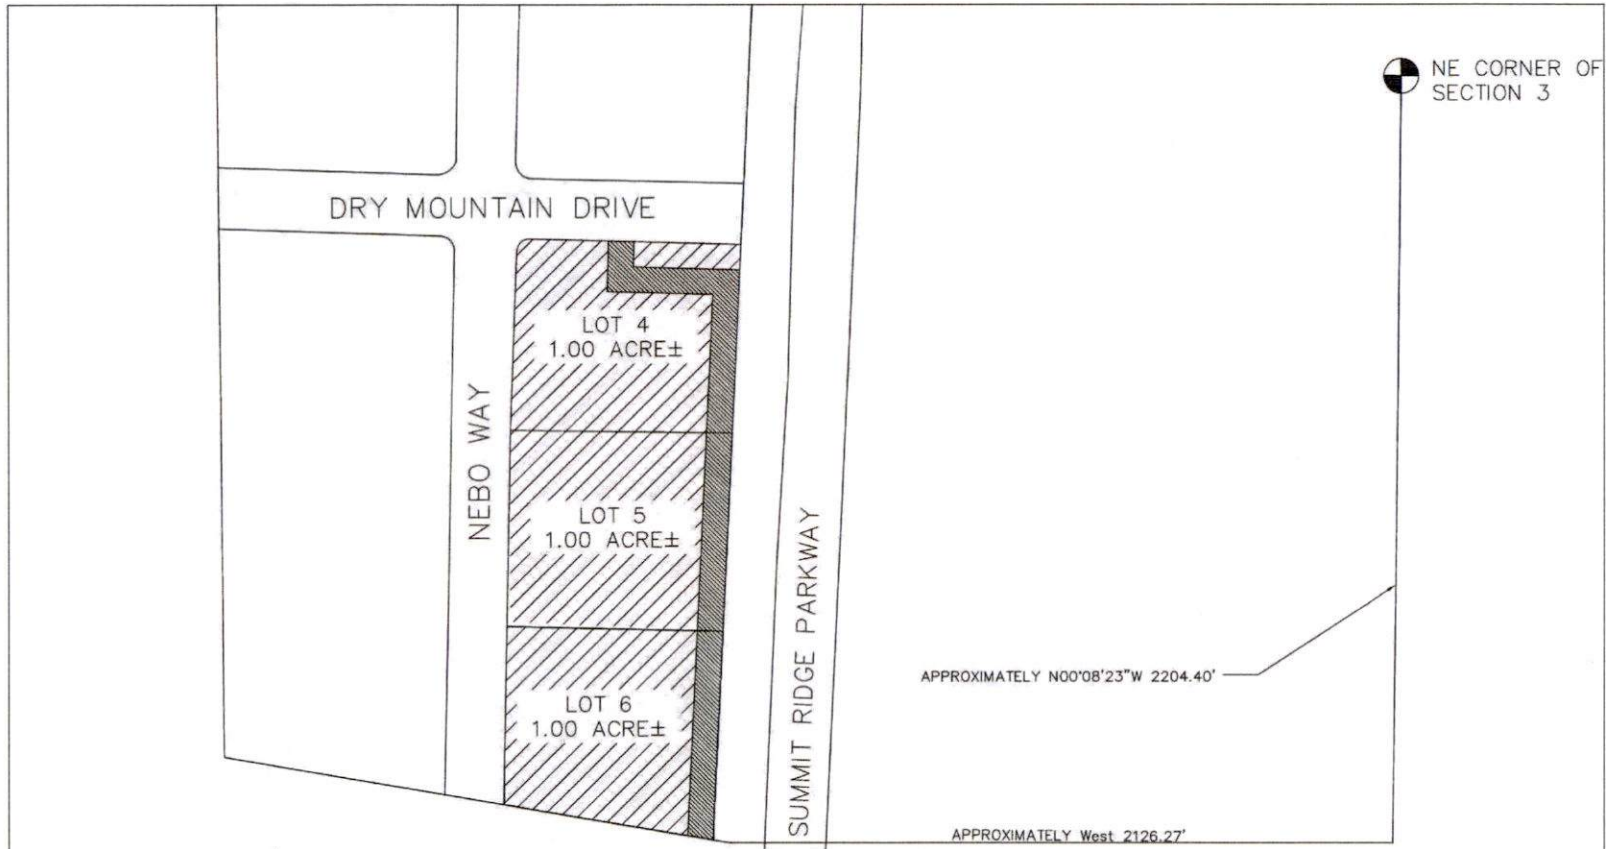 NE CORNER OF
SECTION 3
DRY MOUNTAIN DRIVE
LOT 4
1.00 ACRE±
NEBO WAY
LOT 5
1.00 ACRE±
SUMMIT RIDGE PARKWAY
APPROXIMATELY N00°08'23"W 2204.40'
LOT 6
1.00 ACRE±
APPROXIMATELY West 2126.27'